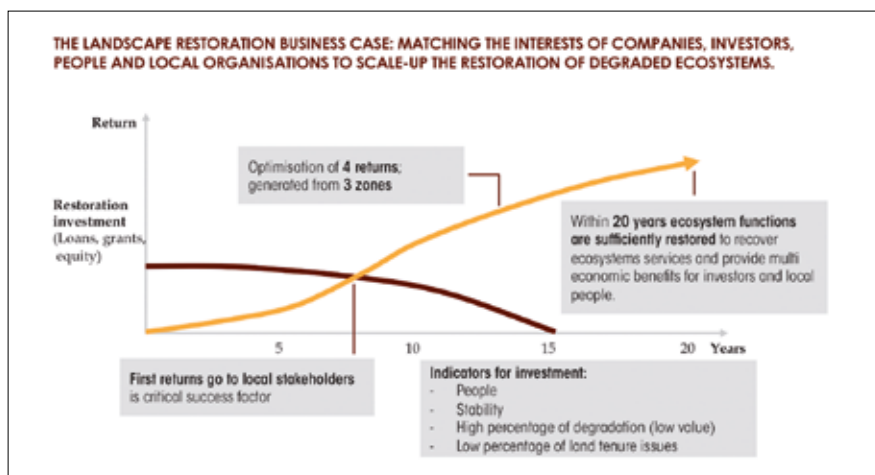 THE LANDSCAPE RESTORATION BUSINESS CASE: MATCHING THE INTERESTS OF COMPANIES, INVESTORS,
PEOPLE AND LOCAL ORGANISATIONS TO SCALE-UP THE RESTORATION OF DEGRADED ECOSYSTEMS.
Return
Optimisation of 4 returns;
generated from 3 zones
Restoration
investment
(Loans, grants,
equity)
Within 20 years ecosystem functions
are sufficiently restored to recover
ecosystems services and provide multi
economic benefits for investors and local
people.
5
10
15
20
Years
First returns go to local stakeholders
is critical success factor
Indicators for investment:
- People
- Stability
- High percentage of degradation (low value)
- Low percentage of land tenure issues